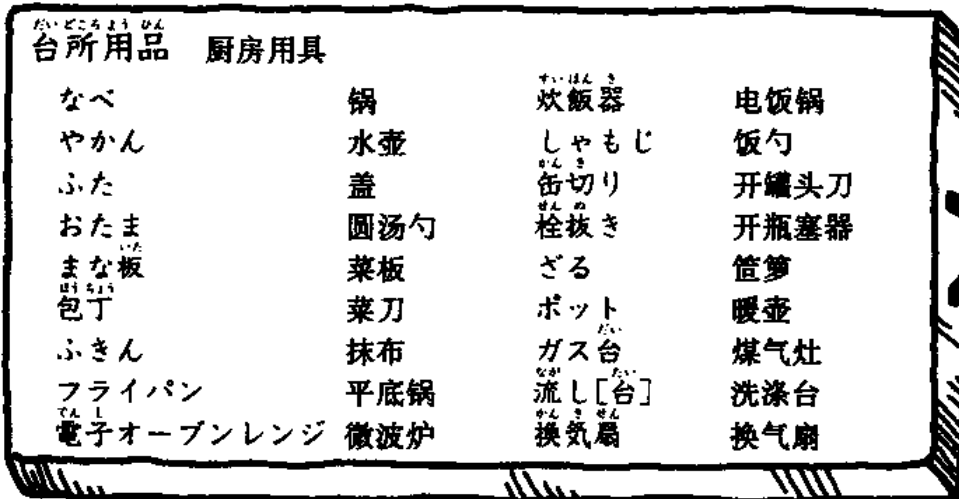 台所用品 厨房用具
なべ 锅 炊飯器 电饭锅
やかん 水壶 しゃもじ 饭勺
ふた 盖 缶切り 开罐头刀
おたま 圆汤勺 栓抜き 开瓶塞器
まな板 菜板 ざる 笸箩
包丁 菜刀 ポット 暖壶
ふきん 抹布 ガス台 煤气灶
フライパン 平底锅 流し[台] 洗涤台
電子オーブンレンジ 微波炉 換気扇 换气扇